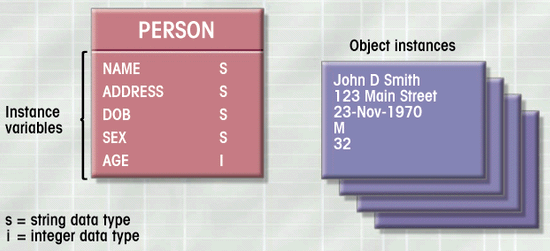 PERSON
Instance variables
NAME S
ADDRESS S
DOB S
SEX S
AGE I
Object instances
John D Smith
123 Main Street
23-Nov-1970
M
32
s = string data type
i = integer data type